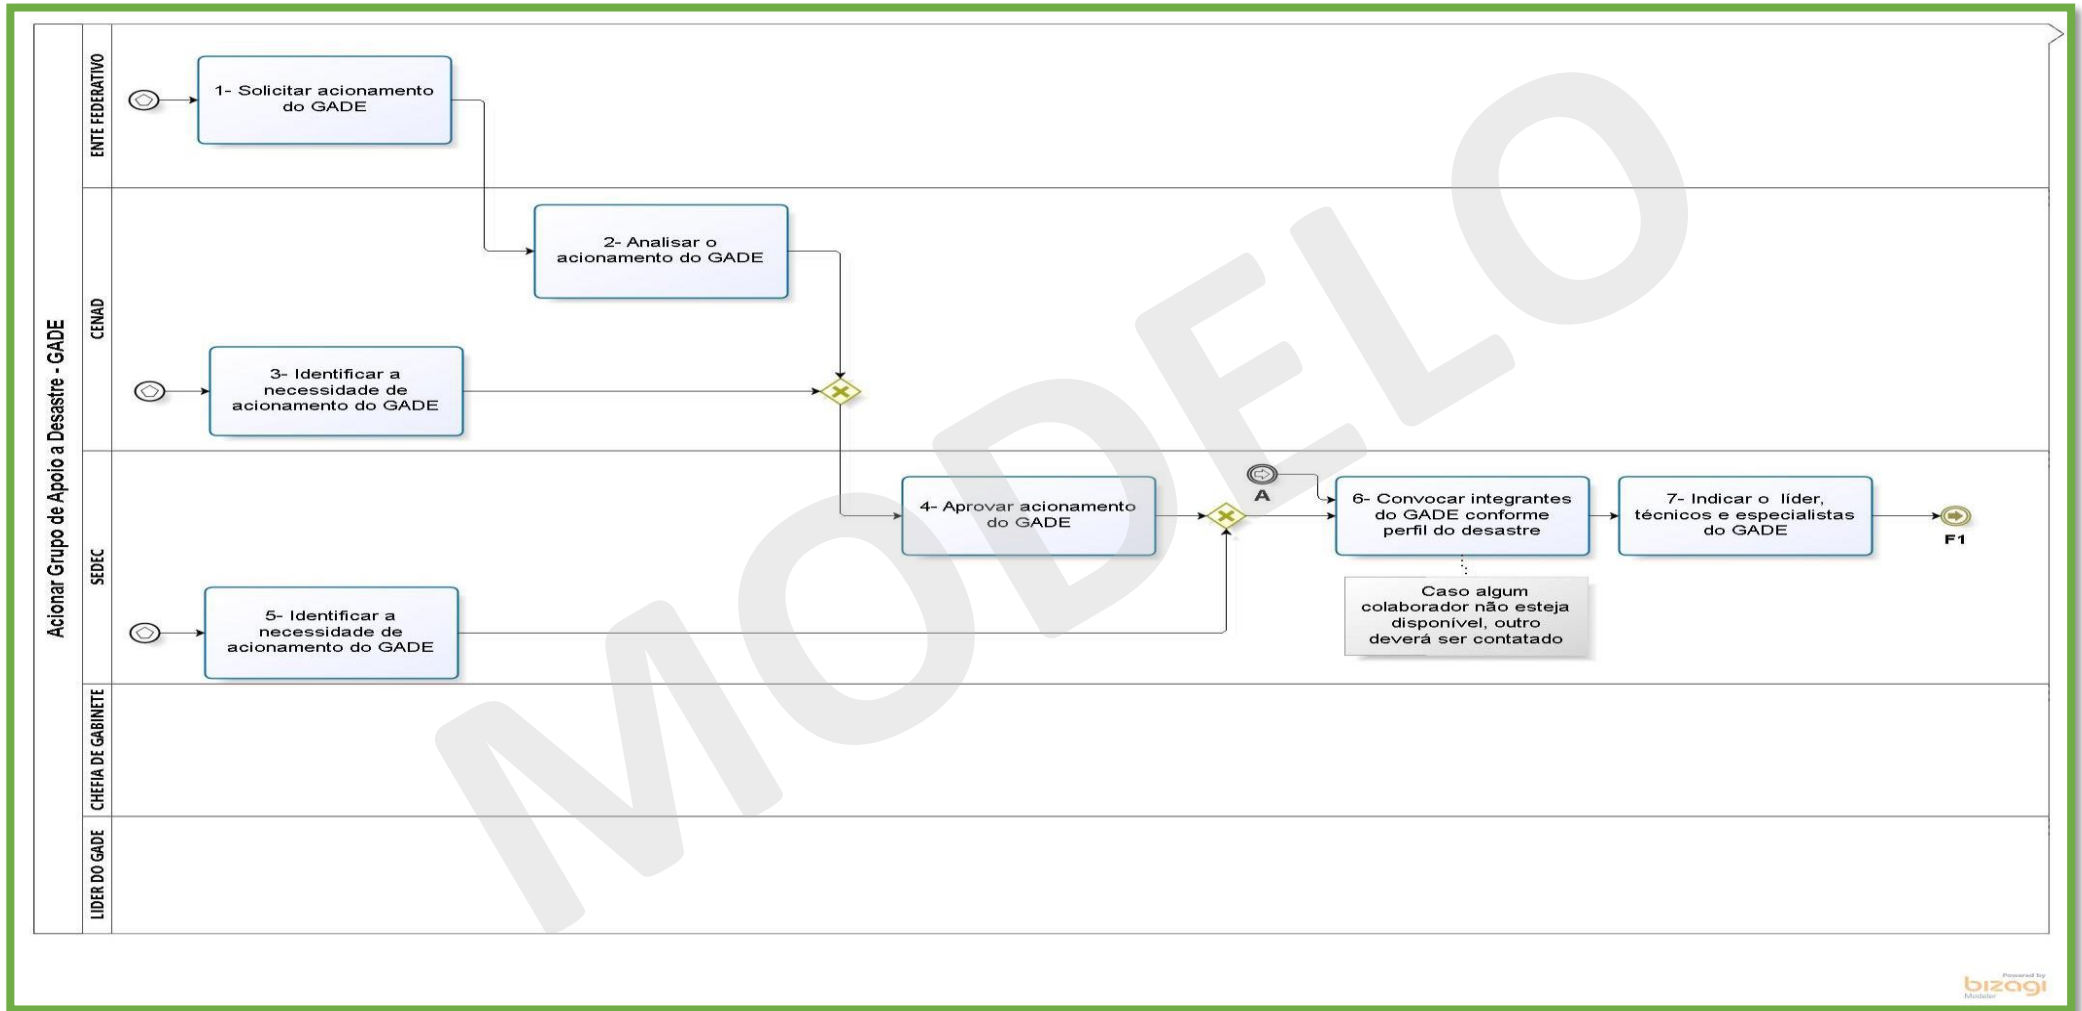 Acionar Grupo de Apoio a Desastre - GADE
ENTE FEDERATIVO
1- Solicitar acionamento
do GADE
CENAD
2- Analisar o
acionamento do GADE
3- Identificar a
necessidade de
acionamento do GADE
SEDEC
4- Aprovar acionamento
do GADE
A
6- Convocar integrantes
do GADE conforme
perfil do desastre
7- Indicar o líder,
técnicos e especialistas
do GADE
F1
Caso algum
colaborador não esteja
disponível, outro
deverá ser contatado
5- Identificar a
necessidade de
acionamento do GADE
CHEFIA DE GABINETE
LIDER DO GADE
MODELO
Powered by
bizagi
Modeler